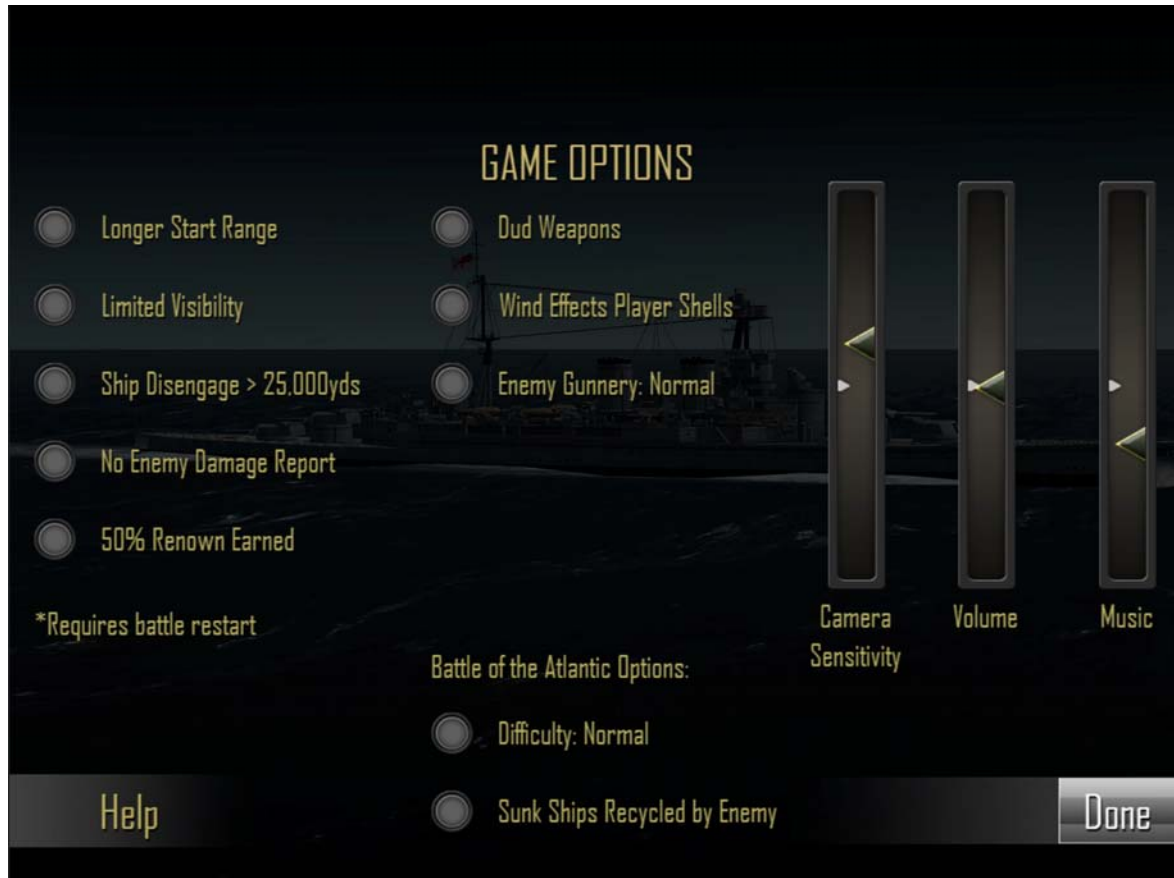 GAME OPTIONS
Longer Start Range
Limited Visibility
Ship Disengage > 25,000yds
No Enemy Damage Report
50% Renown Earned
*Requires battle restart
Dud Weapons
Wind Effects Player Shells
Enemy Gunnery: Normal
Battle of the Atlantic Options:
Difficulty: Normal
Sunk Ships Recycled by Enemy
Camera
Sensitivity
Volume
Music
Help
Done